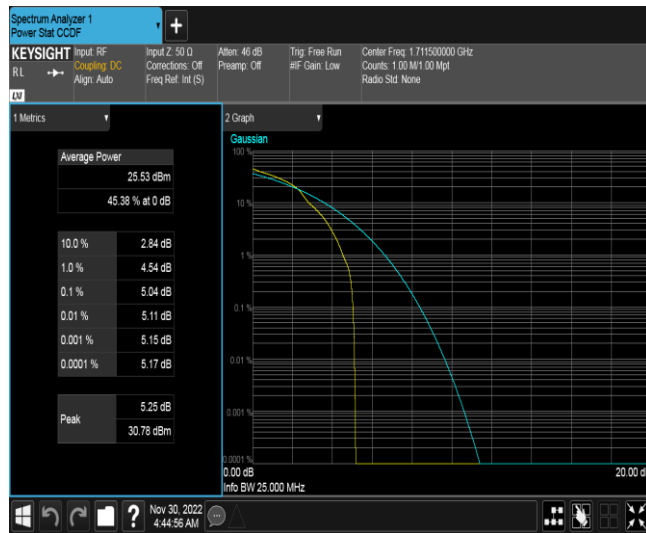 Spectrum Analyzer 1
Power Stat CCDF
+
KEYSIGHT
RL
LXI
Input: RF
Coupling: DC
Align: Auto
Input Z: 50 Ω
Corrections: Off
Freq Ref: Int (S)
Atten: 46 dB
Preamp: Off
Trig: Free Run
#IF Gain: Low
Center Freq: 1.711500000 GHz
Counts: 1.00 M/1.00 Mpt
Radio Std: None
1 Metrics
Average Power
25.53 dBm
45.38 % at 0 dB
10.0 % 2.84 dB
1.0 % 4.54 dB
0.1 % 5.04 dB
0.01 % 5.11 dB
0.001 % 5.15 dB
0.0001 % 5.17 dB
Peak
5.25 dB
30.78 dBm
2 Graph
Gaussian
100 %
10 %
1 %
0.1 %
0.01 %
0.001 %
0.0001 %
0.00 dB
20.00 d
Info BW 25.000 MHz
?
Nov 30, 2022
4:44:56 AM